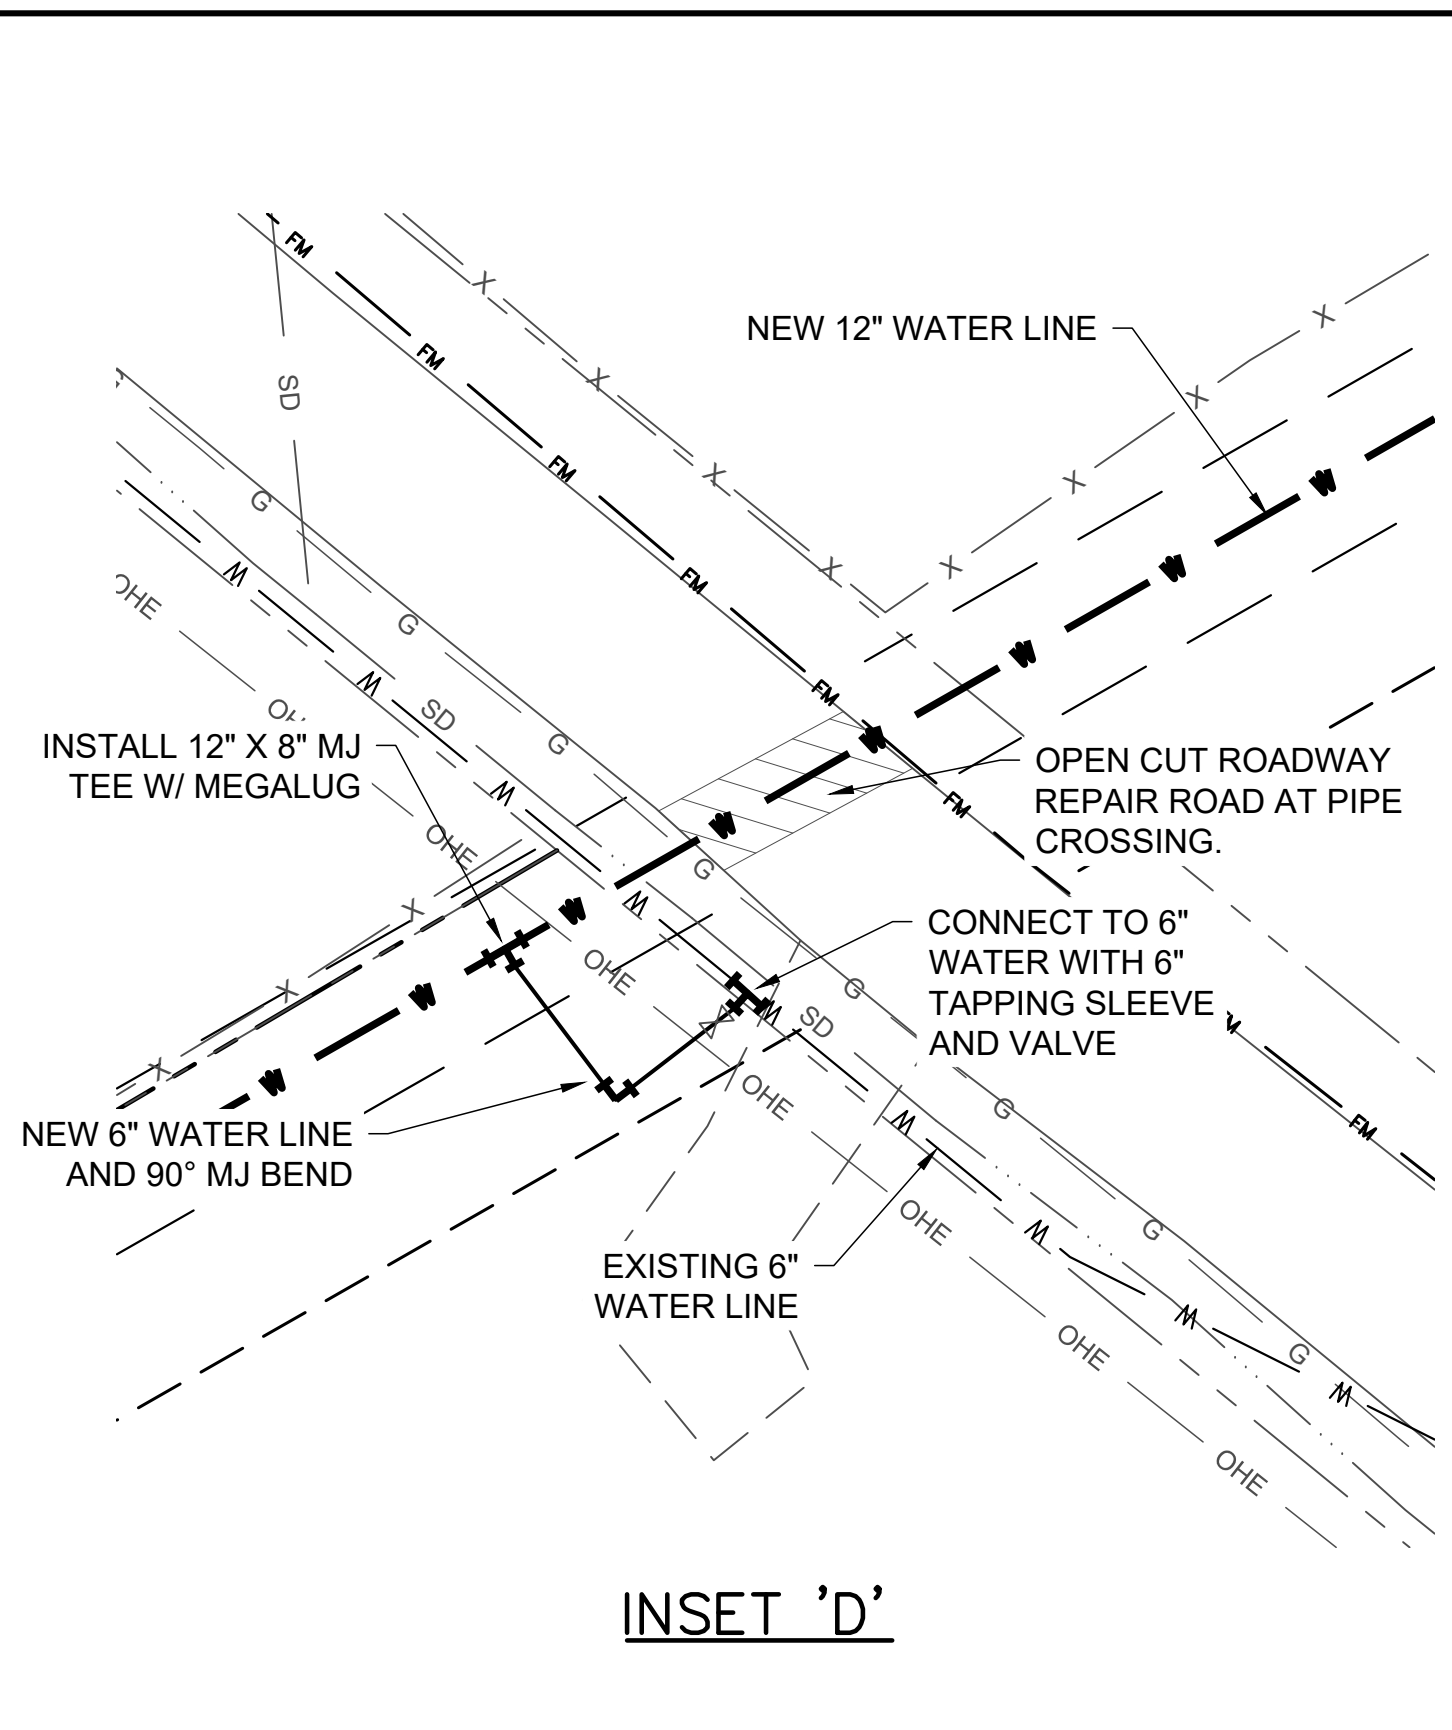 FM
X
X
NEW 12" WATER LINE
FM
SD
X
X
G
FM
X
X
W
W
OHE
FM
X
X
W
G
W
FM
SD
W
OHE
G
W
INSTALL 12" X 8" MJ
TEE W/ MEGALUG
OPEN CUT ROADWAY
REPAIR ROAD AT PIPE
CROSSING.
W
FM
W
OHE
G
X
W
W
CONNECT TO 6"
WATER WITH 6"
TAPPING SLEEVE
AND VALVE
OHE
G
X
W
W
SD
X
W
OHE
G
W
FM
NEW 6" WATER LINE
AND 90° MJ BEND
OHE
W
G
EXISTING 6"
WATER LINE
W
OHE
G
W
OHE
INSET 'D'